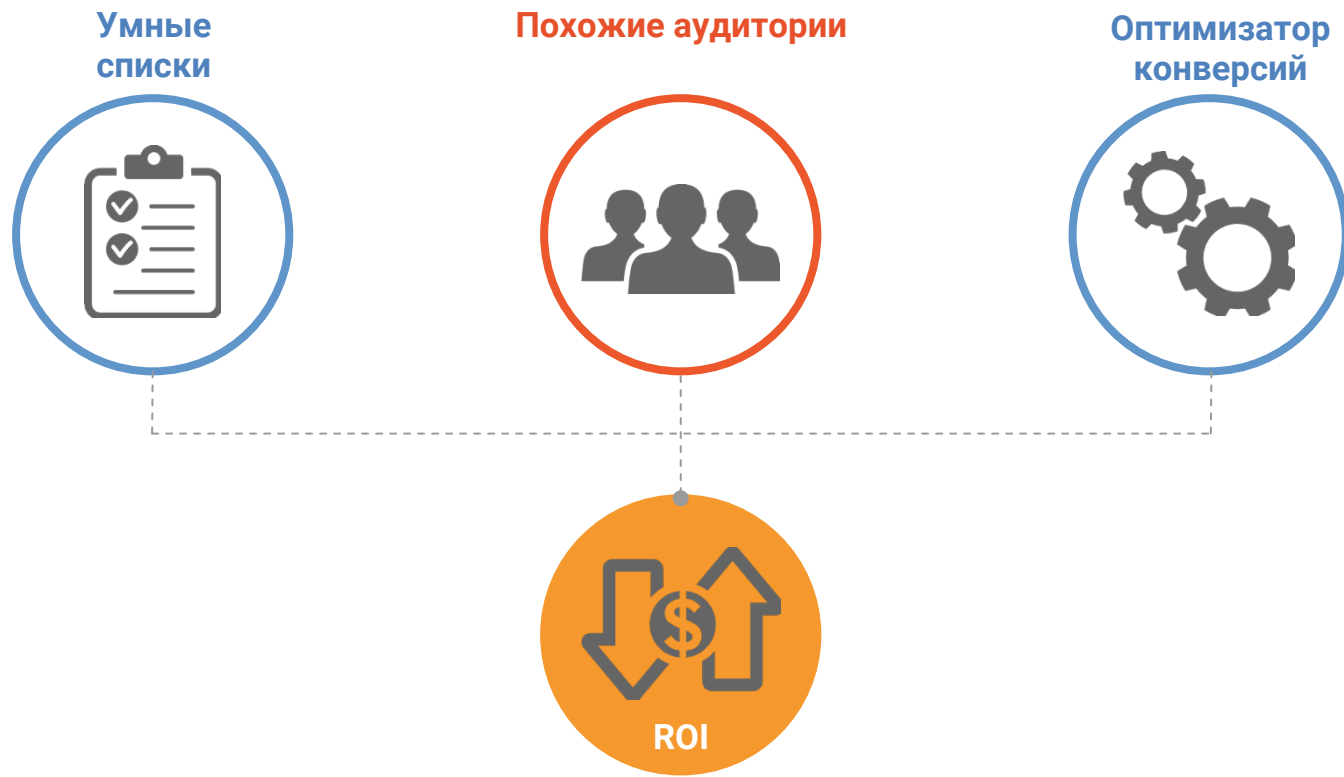 Умные
списки
Похожие аудитории
Оптимизатор
конверсий
$
ROI